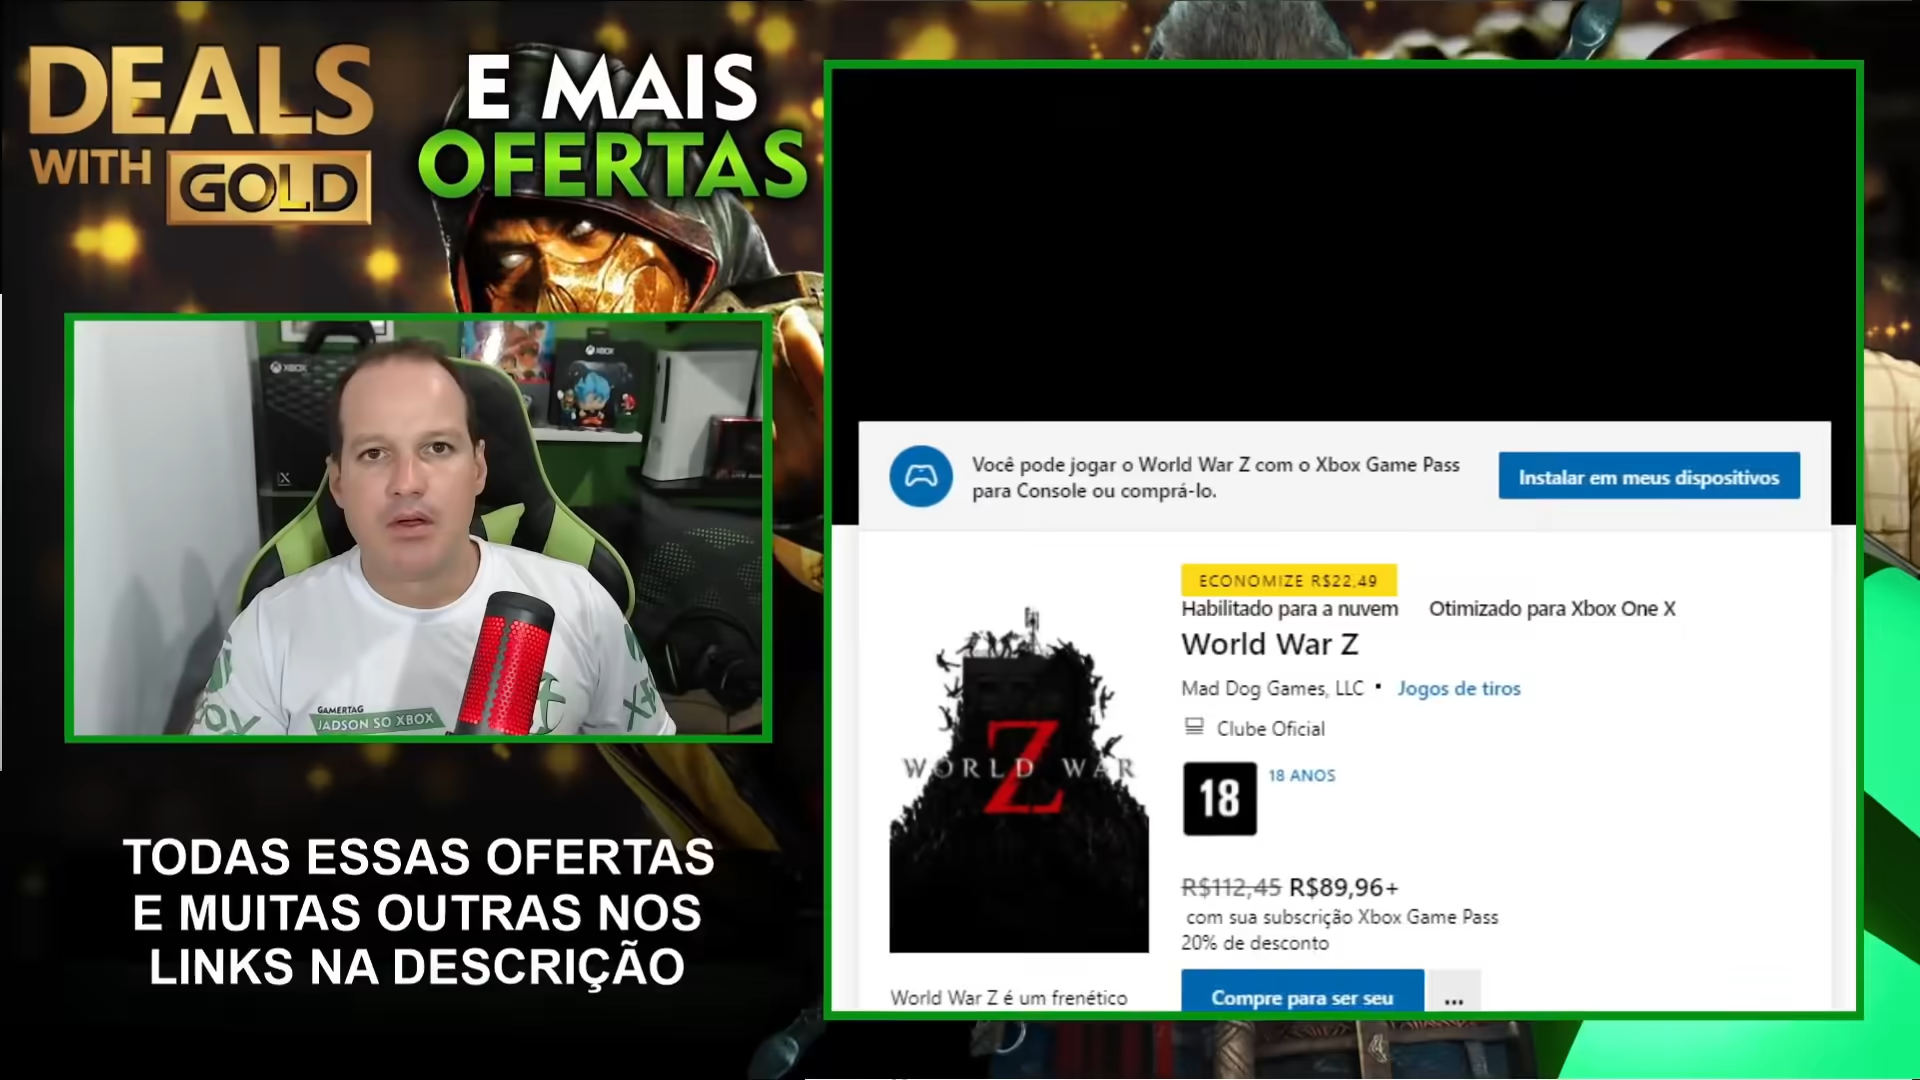 DEALS
WITH GOLD
E MAIS
OFERTAS
XBOX
XBOX
X
GAMERTAG
JADSON SO XBOX
TODAS ESSAS OFERTAS
E MUITAS OUTRAS NOS
LINKS NA DESCRIÇÃO
Você pode jogar o World War Z com o Xbox Game Pass
para Console ou comprá-lo.
Instalar em meus dispositivos
ECONOMIZE R$22,49
Habilitado para a nuvem Otimizado para Xbox One X
World War Z
Mad Dog Games, LLC • Jogos de tiros
Clube Oficial
18
18 ANOS
WORLD WAR
Z
R$112,45 R$89,96+
com sua subscrição Xbox Game Pass
20% de desconto
Compre para ser seu
...
World War Z é um frenético